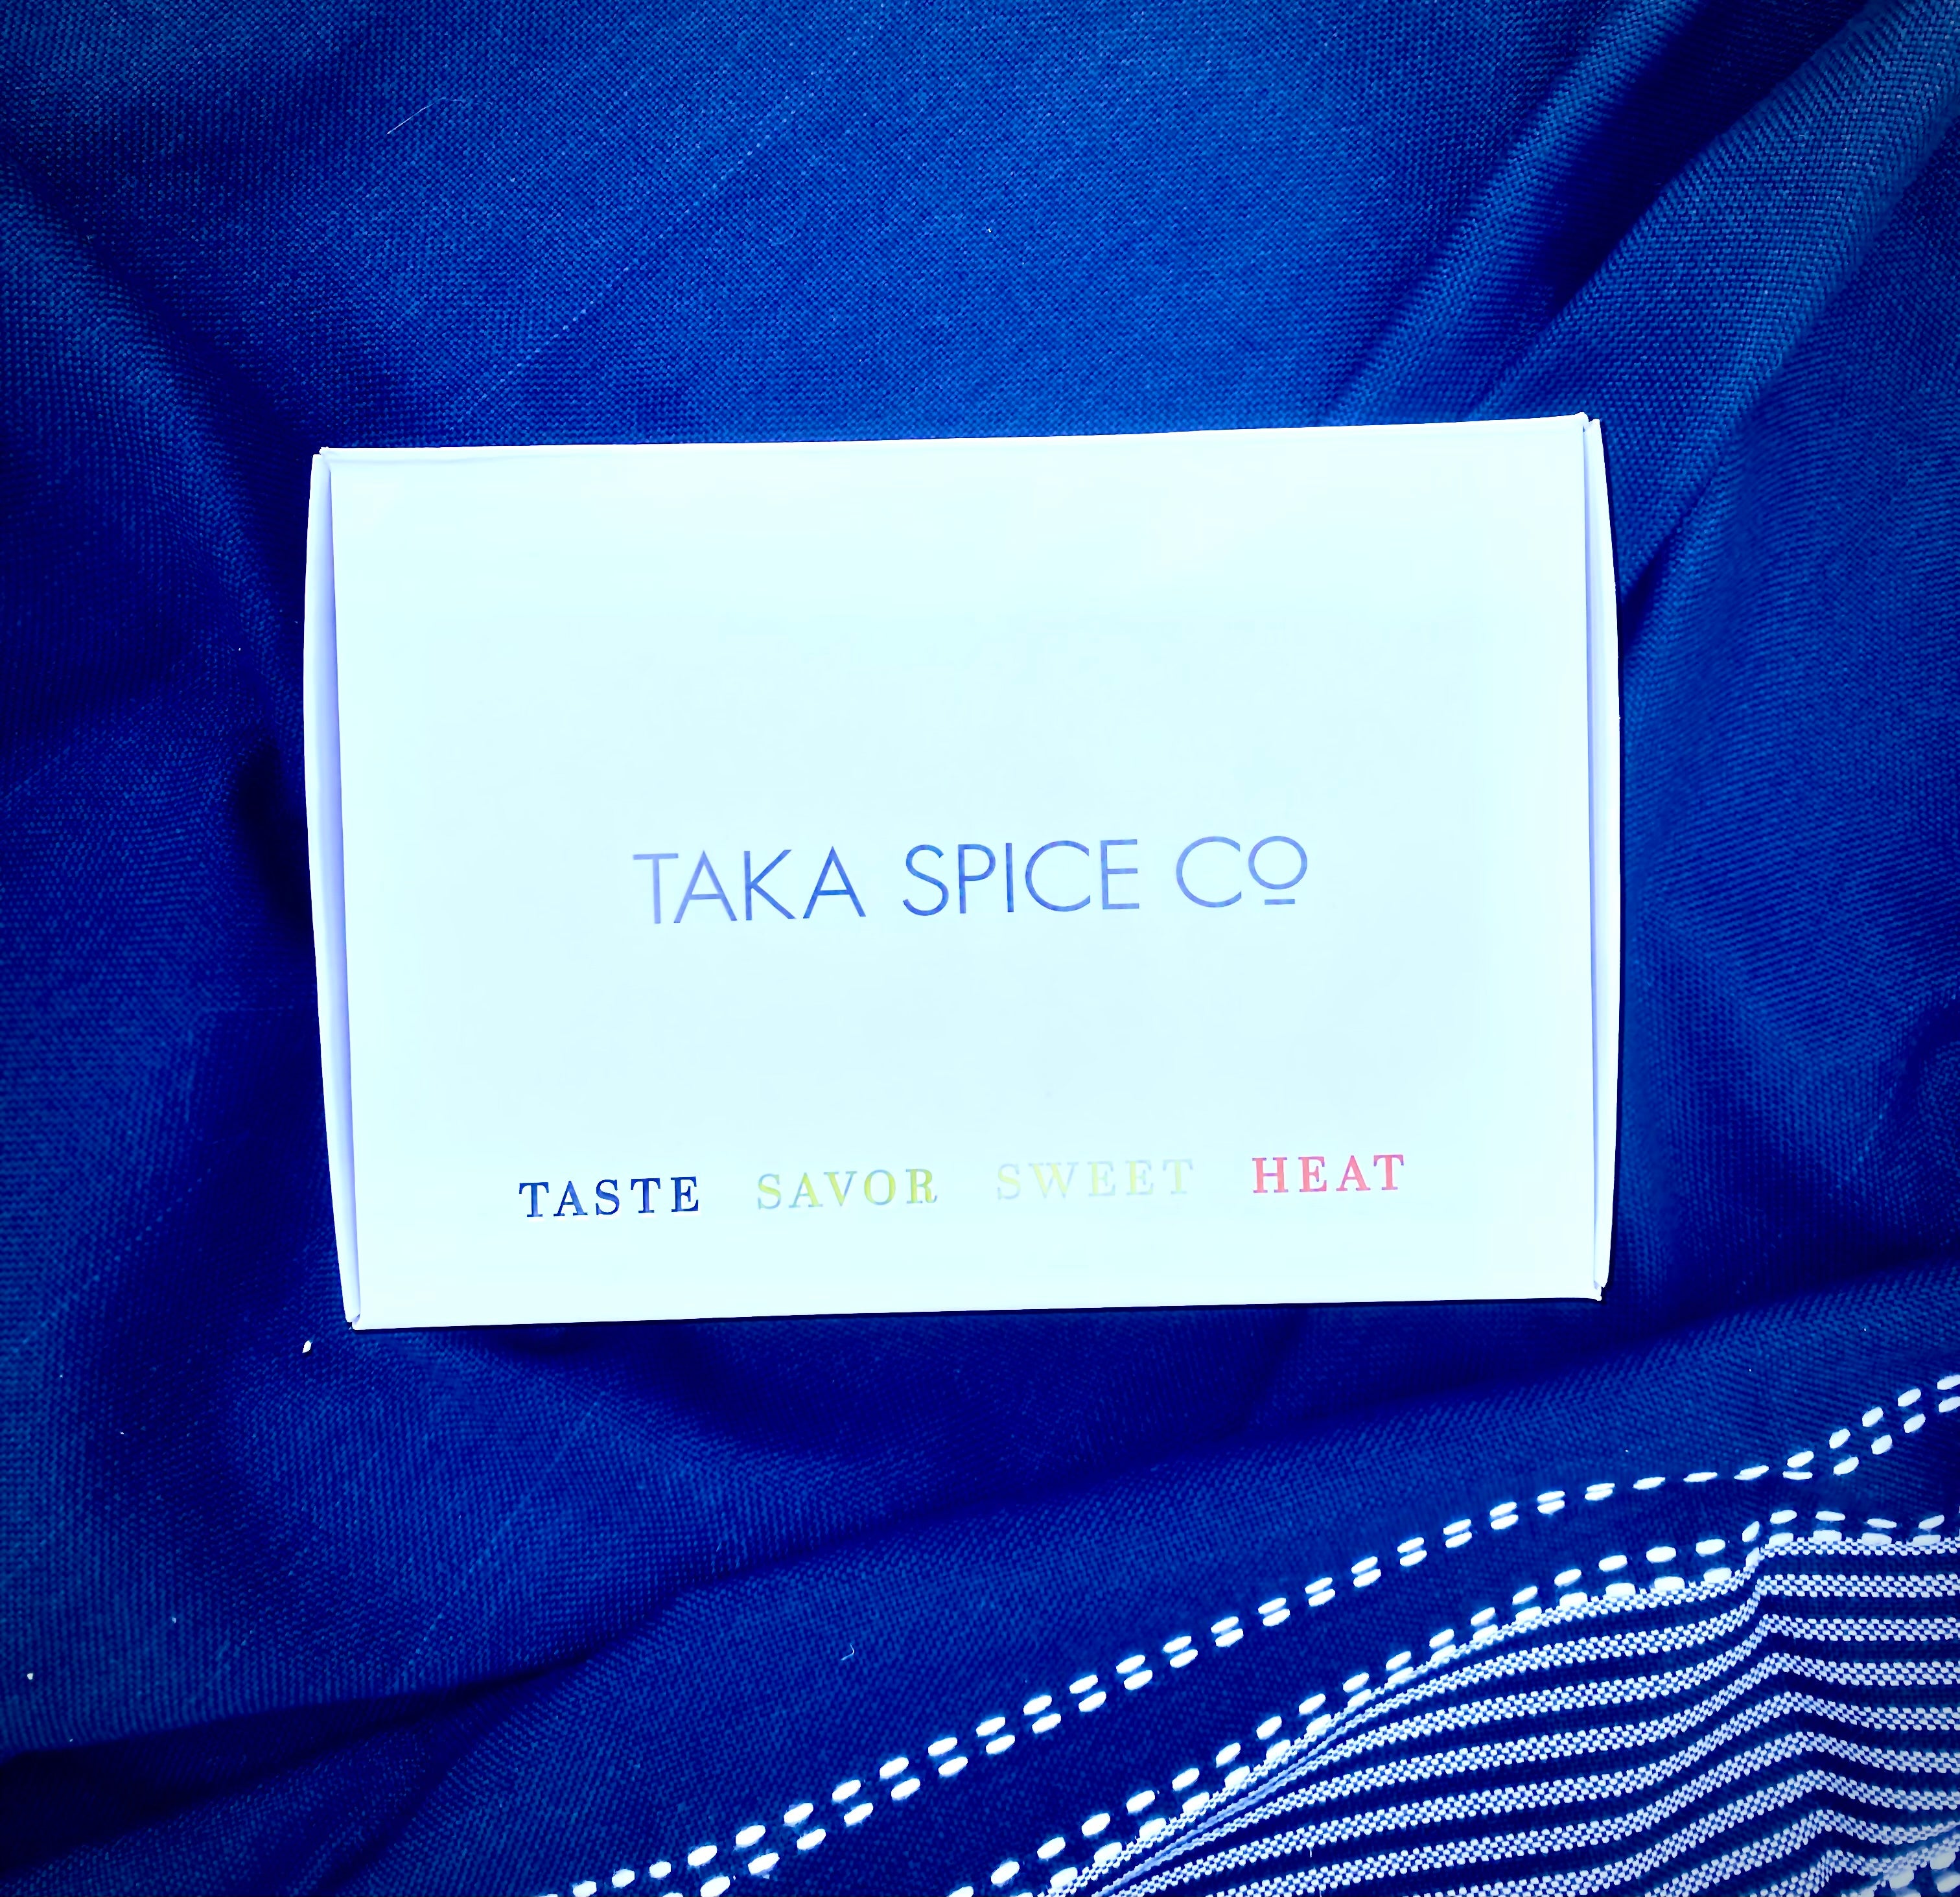 TAKA SPICE CO
TASTE SAVOR SWEET HEAT